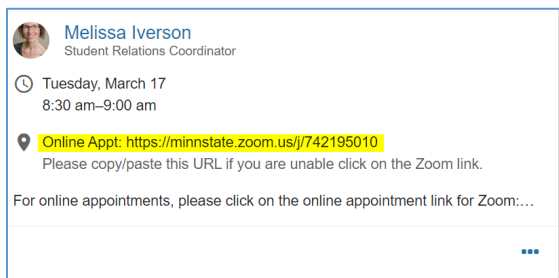 Melissa Iverson
Student Relations Coordinator
Tuesday, March 17
8:30 am–9:00 am
Online Appt: https://minnstate.zoom.us/j/742195010
Please copy/paste this URL if you are unable click on the Zoom link.
For online appointments, please click on the online appointment link for Zoom:…